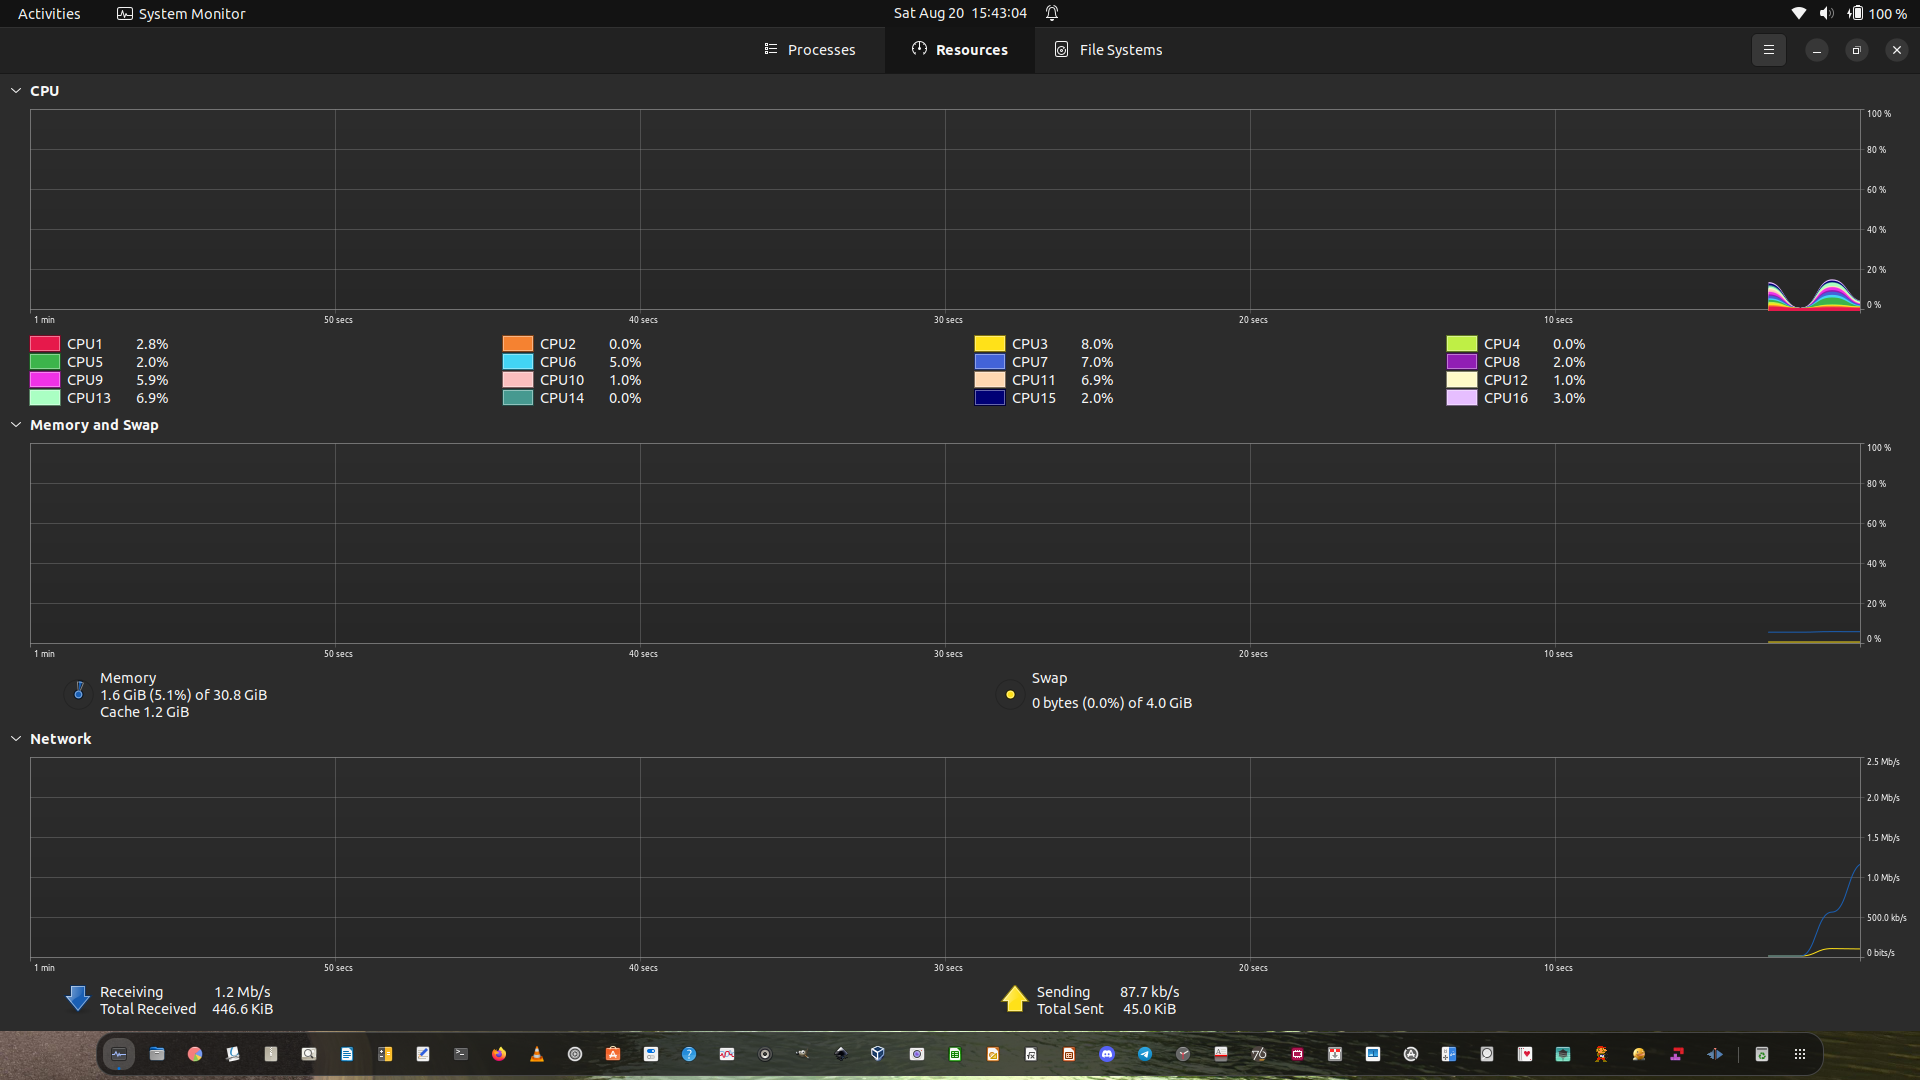 Activities System Monitor Sat Aug 20 15:43:04 100 %
Processes Resources File Systems
CPU
100 %
80 %
60 %
40 %
20 %
0 %
1 min 50 secs 40 secs 30 secs 20 secs 10 secs
CPU1 2.8% CPU2 0.0% CPU3 8.0% CPU4 0.0%
CPU5 2.0% CPU6 5.0% CPU7 7.0% CPU8 2.0%
CPU9 5.9% CPU10 1.0% CPU11 6.9% CPU12 1.0%
CPU13 6.9% CPU14 0.0% CPU15 2.0% CPU16 3.0%
Memory and Swap
100 %
80 %
60 %
40 %
20 %
0 %
1 min 50 secs 40 secs 30 secs 20 secs 10 secs
Memory
1.6 GiB (5.1%) of 30.8 GiB
Cache 1.2 GiB
Swap
0 bytes (0.0%) of 4.0 GiB
Network
2.5 Mb/s
2.0 Mb/s
1.5 Mb/s
1.0 Mb/s
500.0 kb/s
0 bits/s
1 min 50 secs 40 secs 30 secs 20 secs 10 secs
Receiving 1.2 Mb/s
Total Received 446.6 KiB
Sending 87.7 kb/s
Total Sent 45.0 KiB
76